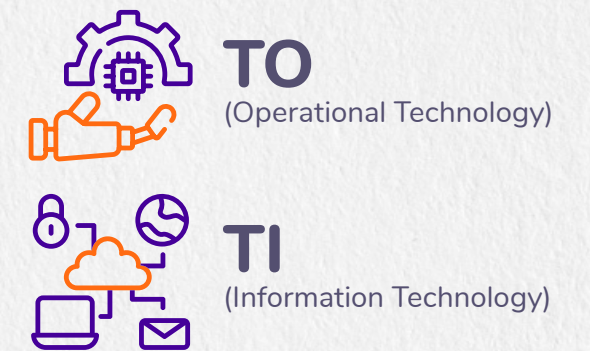 TO
(Operational Technology)
TI
(Information Technology)